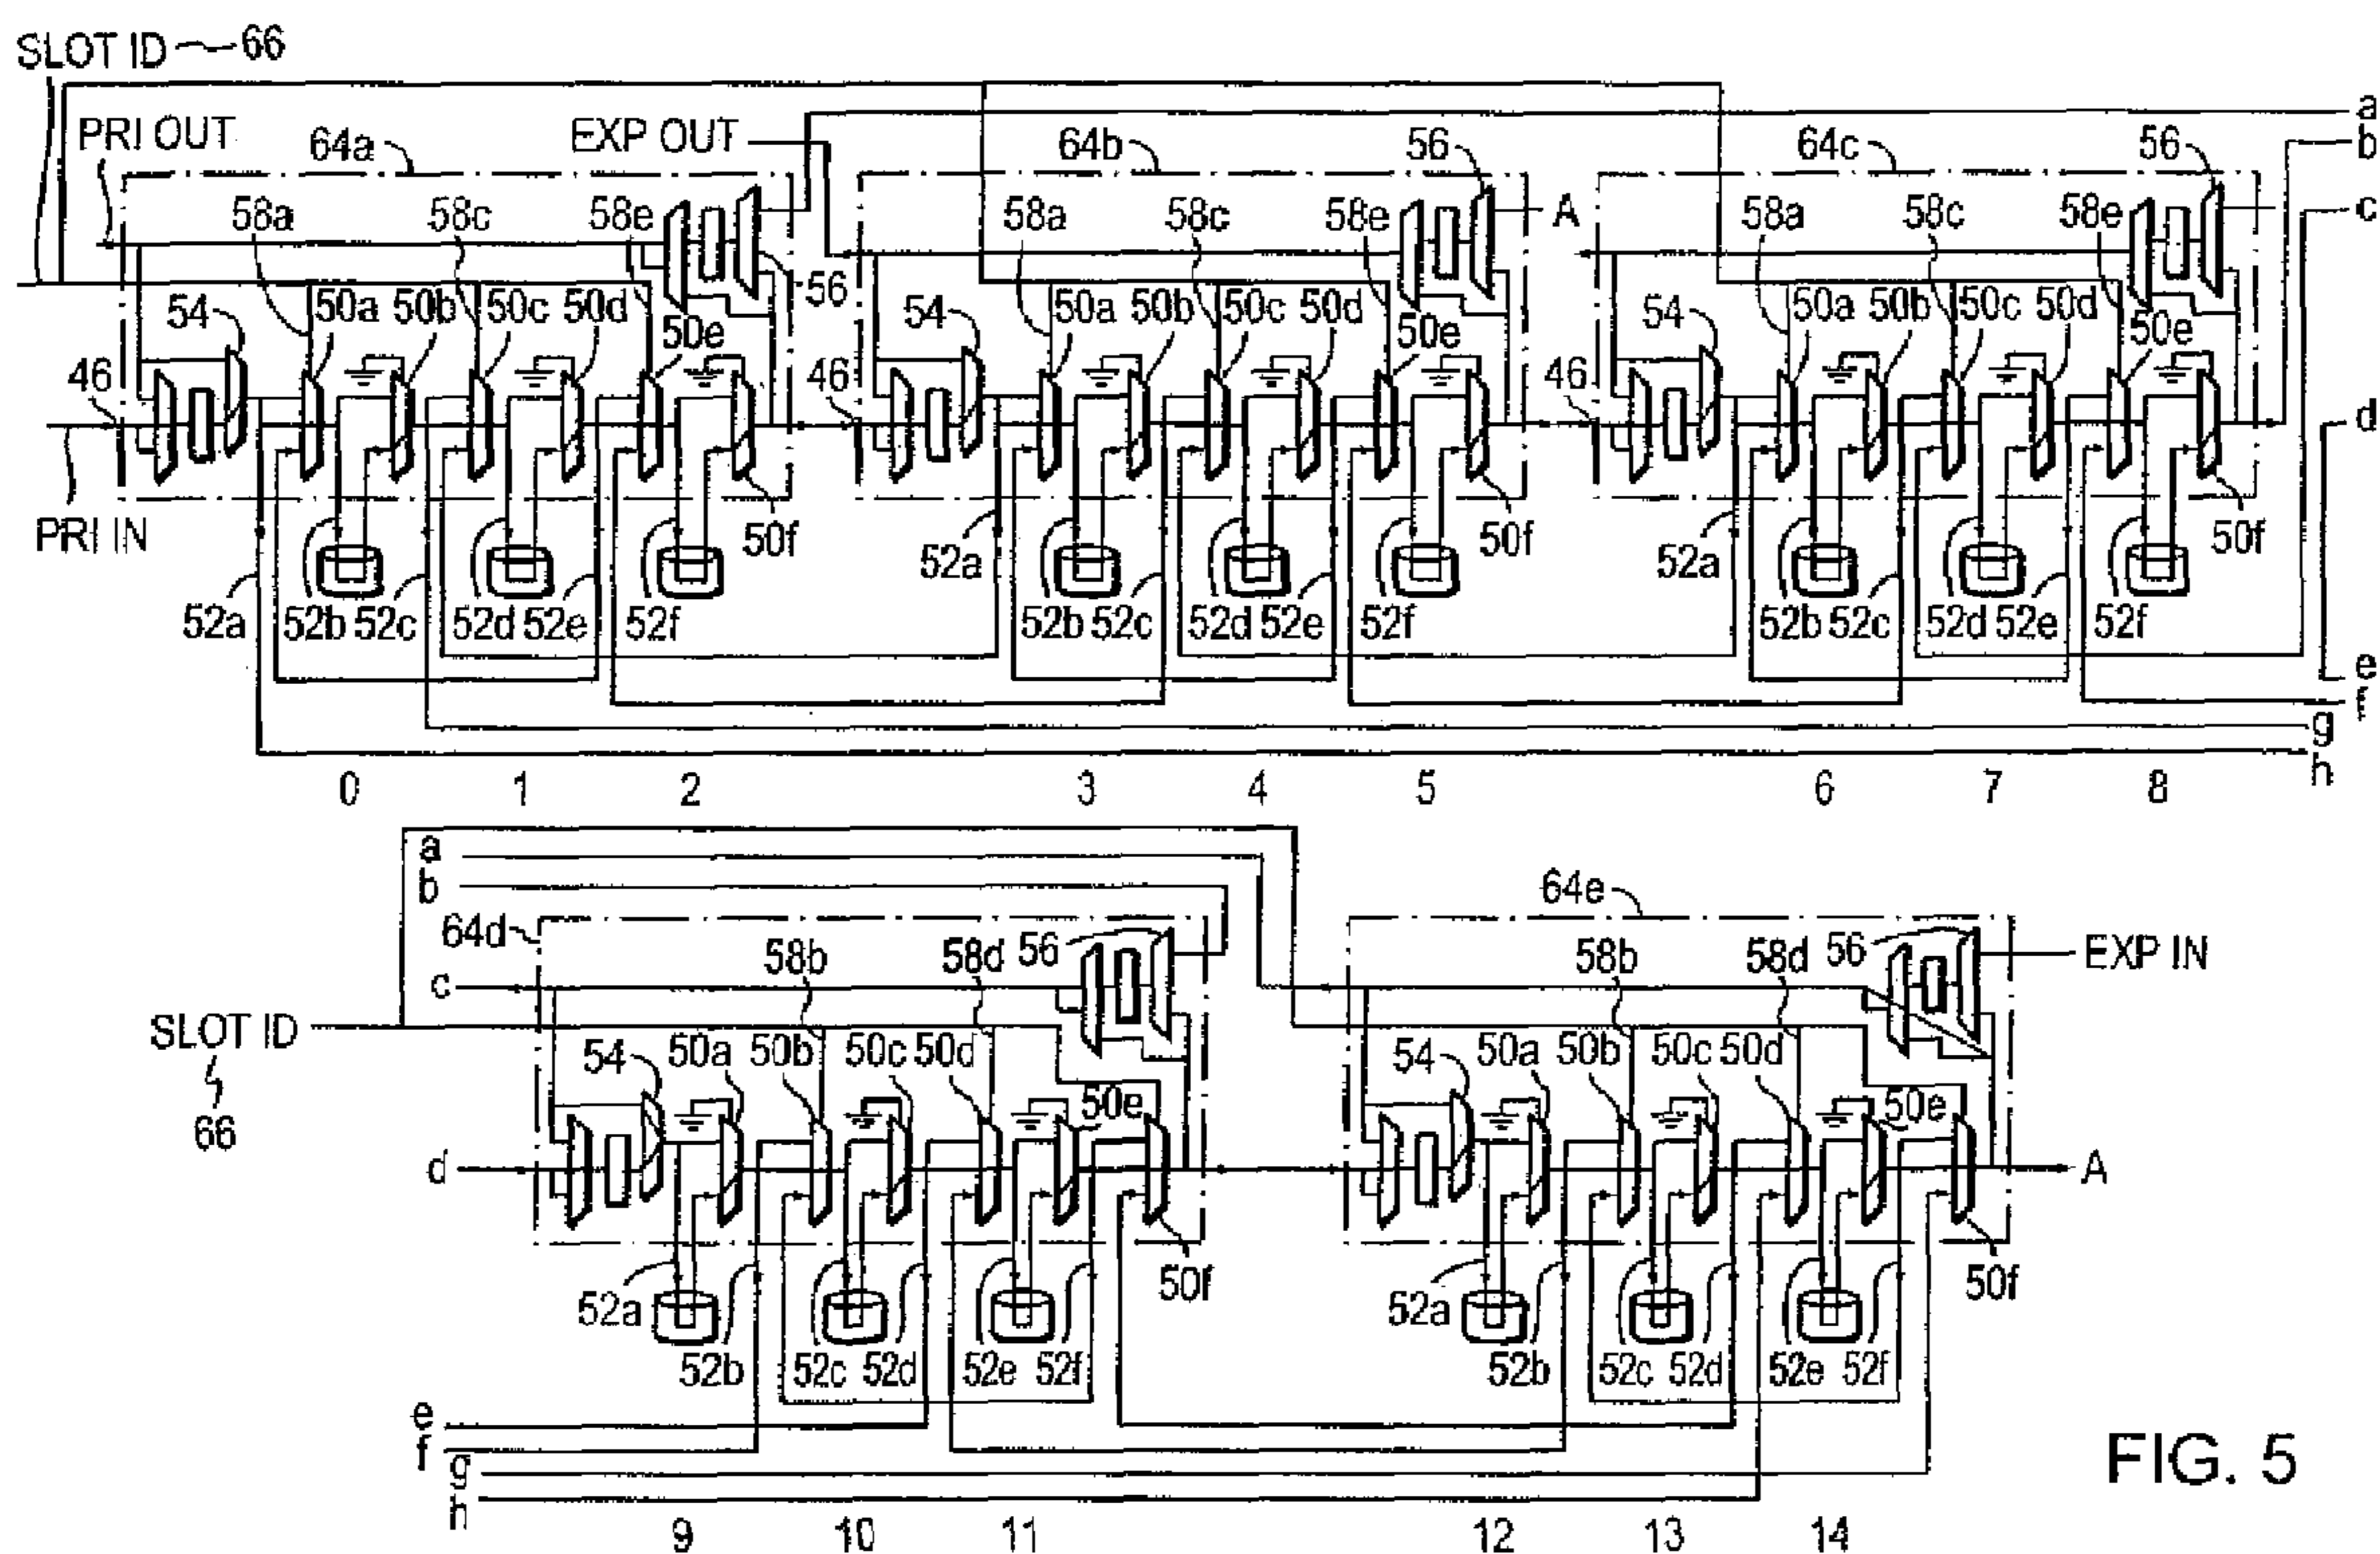 SLOT ID 66
PRI OUT 64a EXP OUT 64b 56 64c 56 a
b
58a 58c 58e 58a 58c 58e A 58a 58c 58e c
54 50a 50b 50c 50d 56 54 50a 50b 50c 50d 54 50a 50b 50c 50d
50e 50e 50e
46 46 46 d
PRI IN 50f 50f 50f
52a 52a
52a 52b 52c 52d 52e 52f 52b 52c 52d 52e 52f 52b 52c 52d 52e 52f
e
f
g
h
0 1 2 3 4 5 6 7 8
a
b 64e
64d 58b 58d 56 58b 58d 56 EXP IN
c
SLOT ID 54 50a 50b 50c 50d 54 50a 50b 50c 50d
66 50e 50e
d A
52a 50f 52a 50f
52b 52c 52d 52e 52f 52b 52c 52d 52e 52f
e
f
g
h
9 10 11 12 13 14
FIG. 5